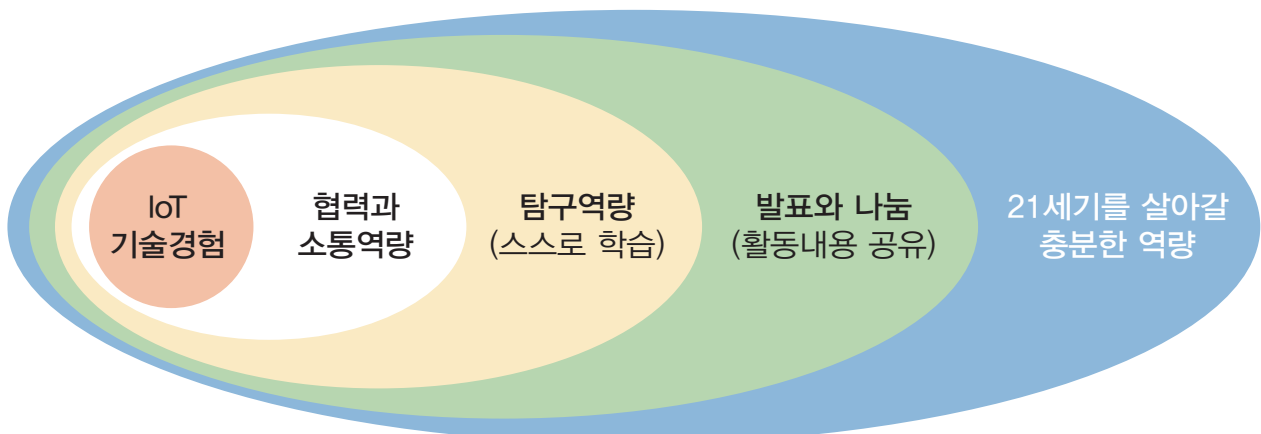 IoT
기술경험
협력과
소통역량
탐구역량
(스스로 학습)
발표와 나눔
(활동내용 공유)
21세기를 살아갈
충분한 역량